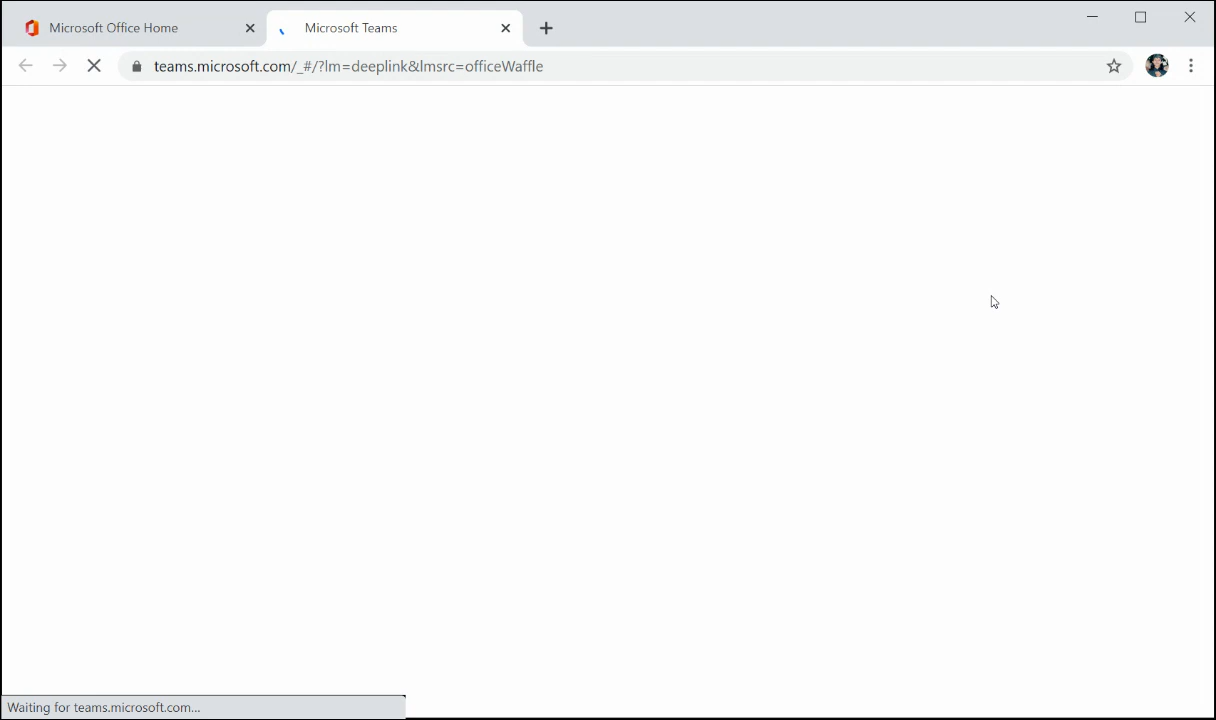 Microsoft Office Home
Microsoft Teams
teams.microsoft.com/_#/?lm=deeplink&lmsrc=officeWaffle
Waiting for teams.microsoft.com...